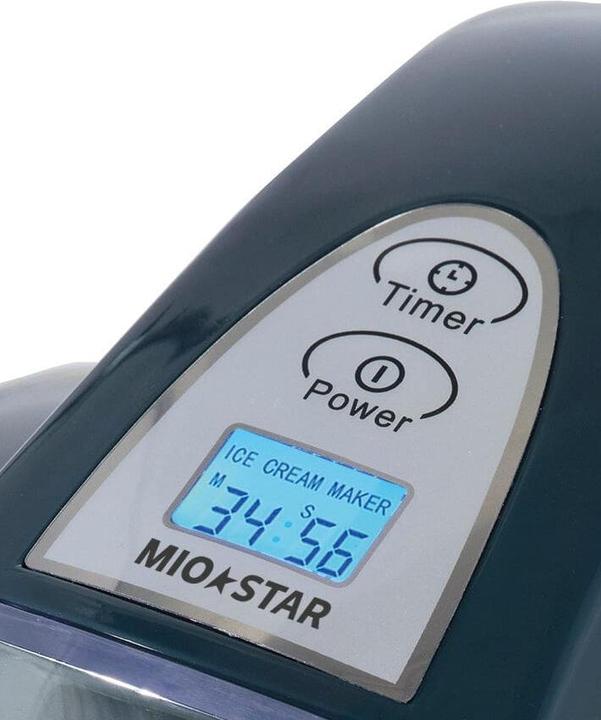 Timer
Power
ICE CREAM MAKER
M S
34:56
MIO★STAR